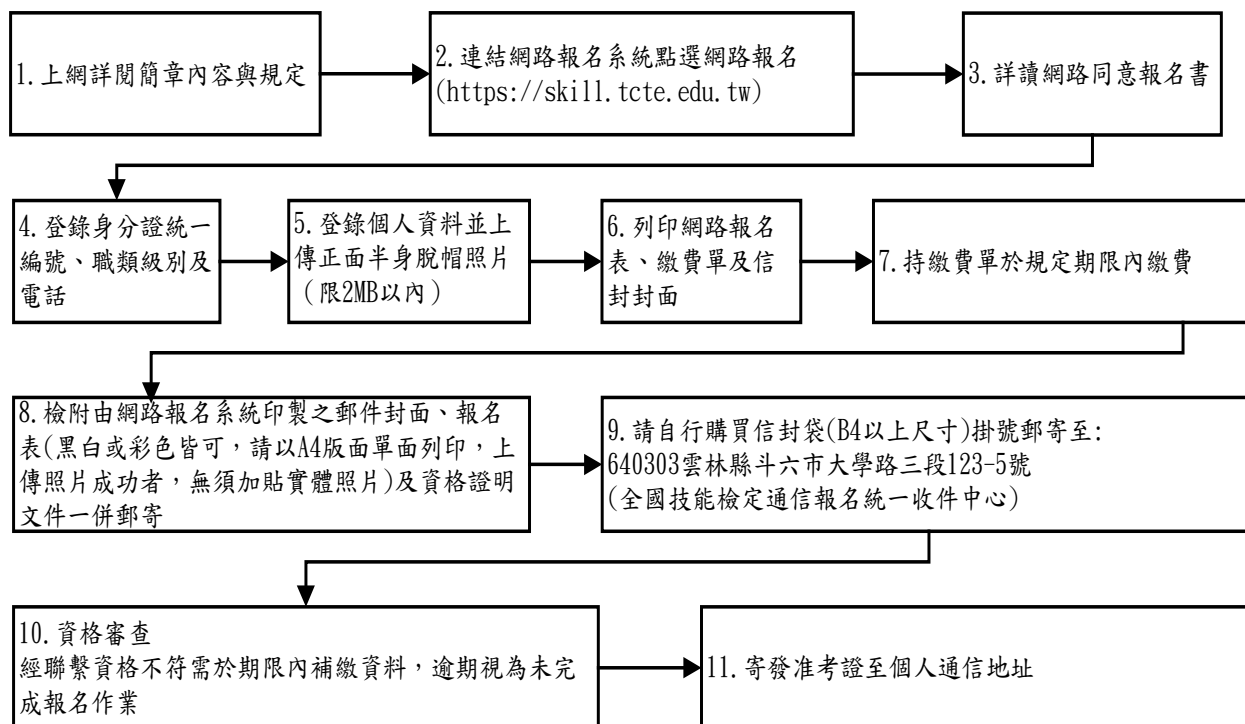 1.上網詳閱簡章內容與規定
2.連結網路報名系統點選網路報名
(https://skill.tcte.edu.tw)
3.詳讀網路同意報名書
4.登錄身分證統一
編號、職類級別及
電話
5.登錄個人資料並上
傳正面半身脫帽照片
（限2MB以內）
6.列印網路報名
表、繳費單及信
封封面
7.持繳費單於規定期限內繳費
8.檢附由網路報名系統印製之郵件封面、報名
表(黑白或彩色皆可，請以A4版面單面列印，上
傳照片成功者，無須加貼實體照片)及資格證明
文件一併郵寄
9.請自行購買信封袋(B4以上尺寸)掛號郵寄至:
640303雲林縣斗六市大學路三段123-5號
(全國技能檢定通信報名統一收件中心)
10.資格審查
經聯繫資格不符需於期限內補繳資料，逾期視為未完
成報名作業
11.寄發准考證至個人通信地址